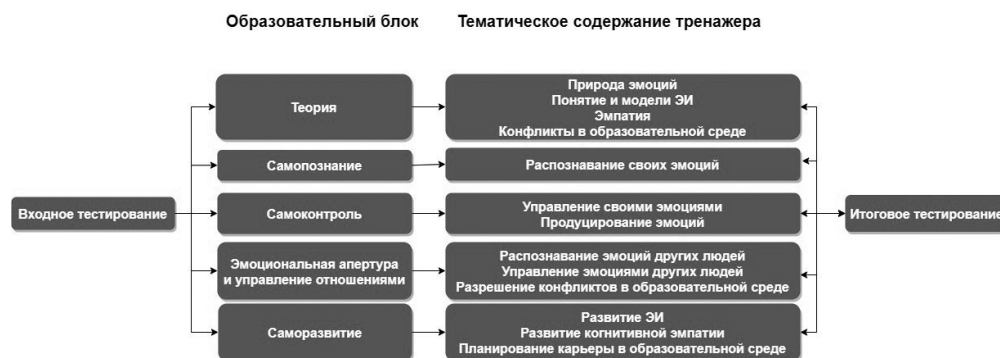 Образовательный блок
Тематическое содержание тренажера
Входное тестирование
Теория
Природа эмоций
Понятие и модели ЭИ
Эмпатия
Конфликты в образовательной среде
Самопознание
Распознавание своих эмоций
Самоконтроль
Управление своими эмоциями
Продуцирование эмоций
Эмоциональная апертура
и управление отношениями
Распознавание эмоций других людей
Управление эмоциями других людей
Разрешение конфликтов в образовательной среде
Саморазвитие
Развитие ЭИ
Развитие когнитивной эмпатии
Планирование карьеры в образовательной среде
Итоговое тестирование